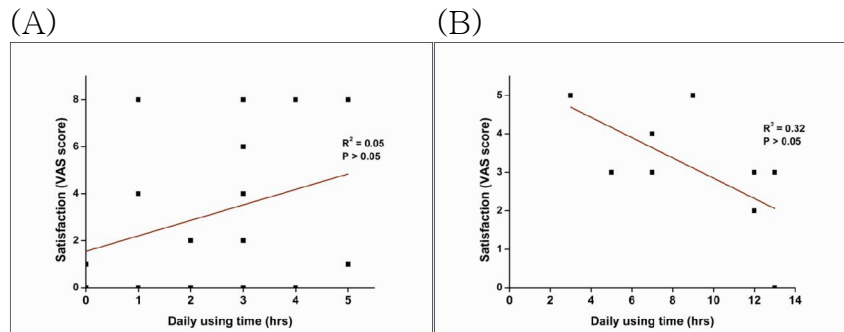 (A)
(B)
8
6
4
2
0
Satisfaction (VAS score)
R² = 0.05
P > 0.05
0 1 2 3 4 5
Daily using time (hrs)
5
4
3
2
1
0
Satisfaction (VAS score)
R² = 0.32
P > 0.05
0 2 4 6 8 10 12 14
Daily using time (hrs)